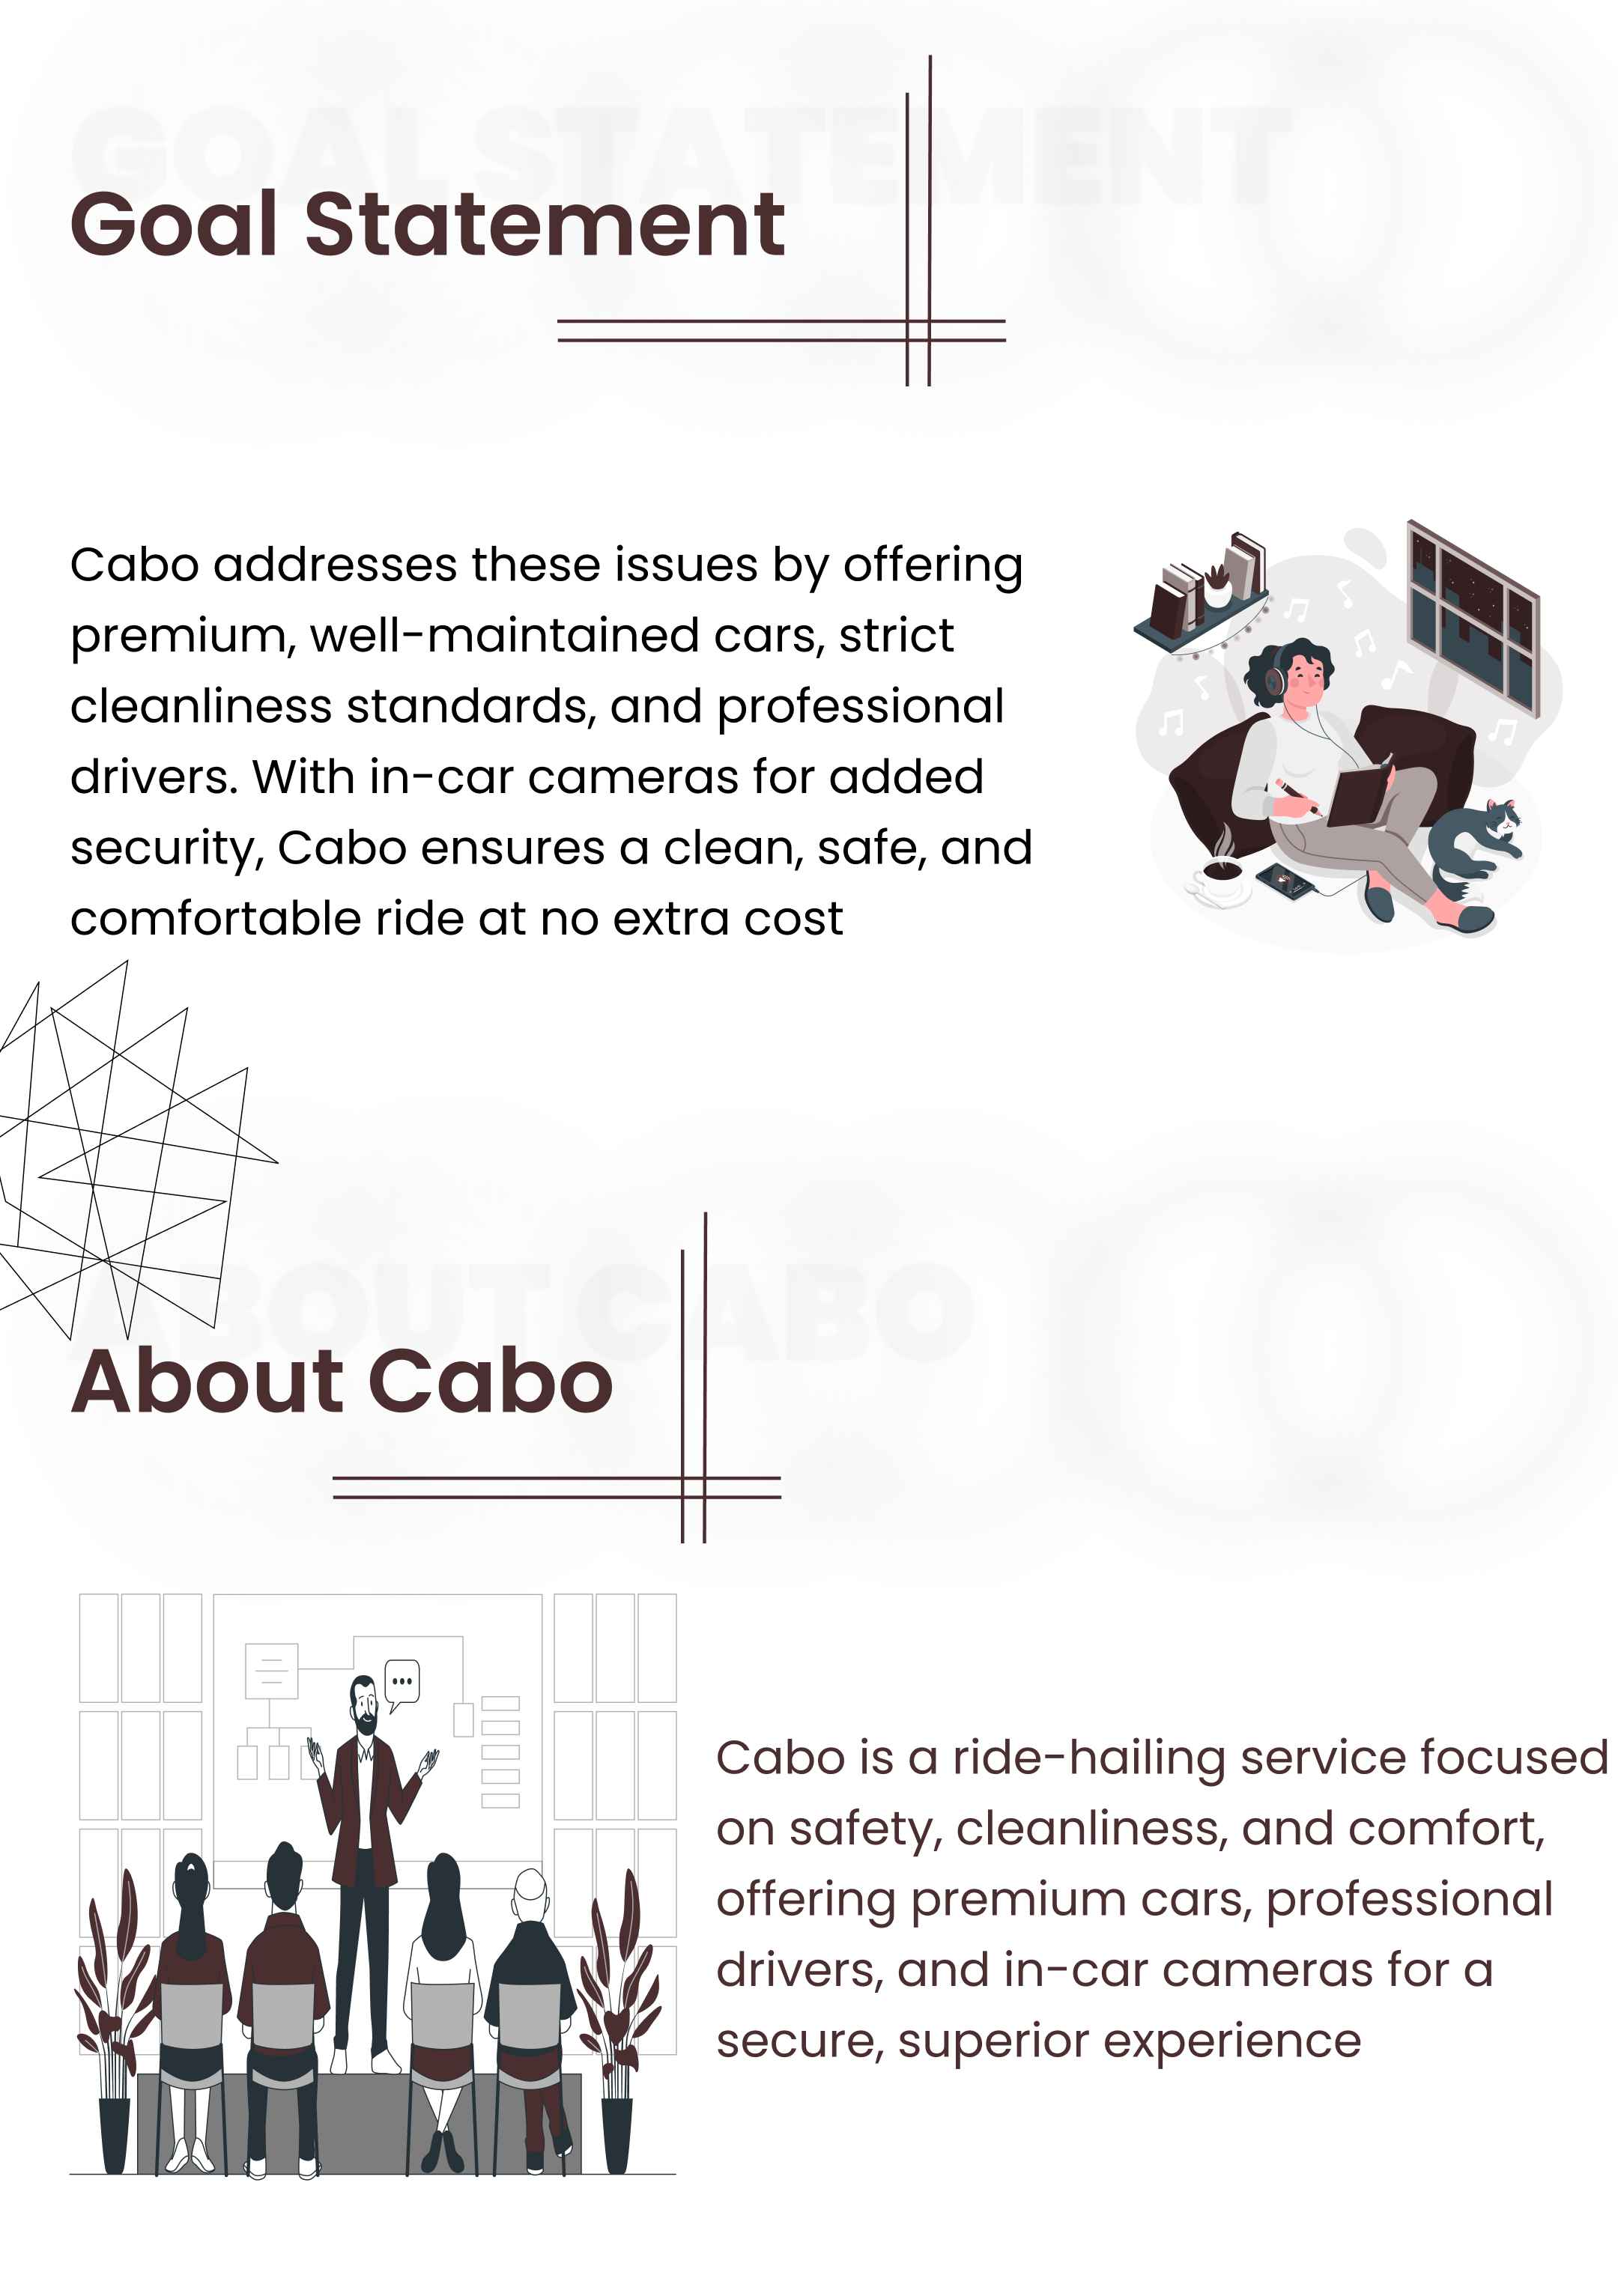 GOAL STATEMENT
Goal Statement
Cabo addresses these issues by offering
premium, well-maintained cars, strict
cleanliness standards, and professional
drivers. With in-car cameras for added
security, Cabo ensures a clean, safe, and
comfortable ride at no extra cost
ABOUT CABO
About Cabo
Cabo is a ride-hailing service focused
on safety, cleanliness, and comfort,
offering premium cars, professional
drivers, and in-car cameras for a
secure, superior experience